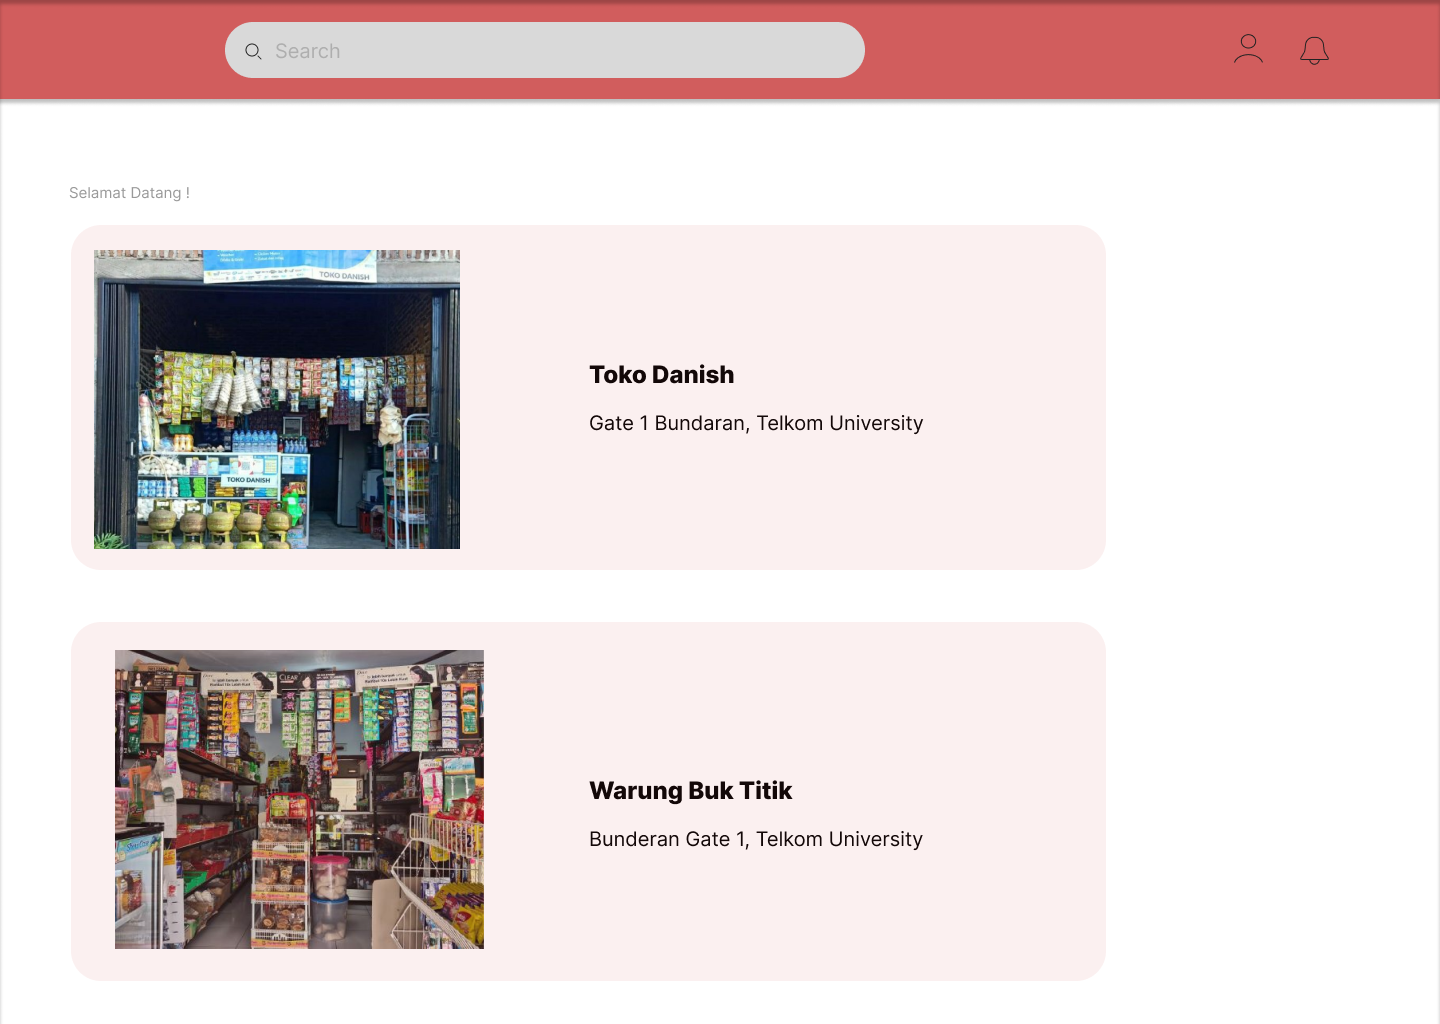 Search
Selamat Datang !
TOKO DANISH
TOKO DANISH
Toko Danish
Gate 1 Bundaran, Telkom University
CLEAR
Warung Buk Titik
Bunderan Gate 1, Telkom University